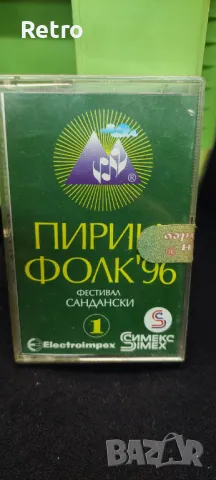 Retro
®
ПИРИН
ФОЛК'96
ФЕСТИВАЛ
САНДАНСКИ
1
Electroimpex
СИМЕКС
SIMEX
bazar